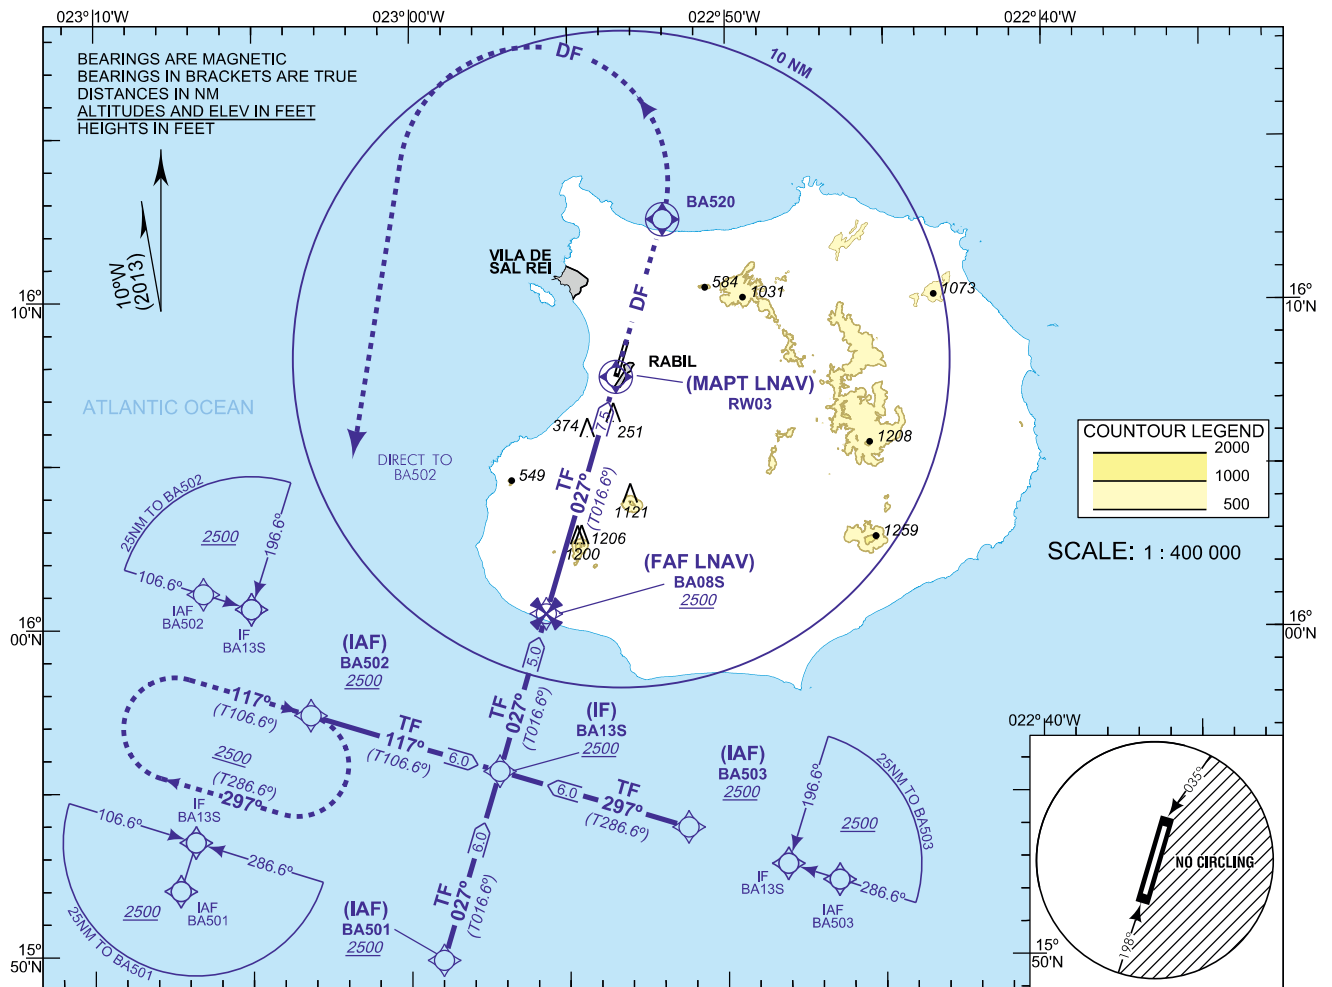 023°10'W
023°00'W
022°50'W
022°40'W
BEARINGS ARE MAGNETIC
BEARINGS IN BRACKETS ARE TRUE
DISTANCES IN NM
ALTITUDES AND ELEV IN FEET
HEIGHTS IN FEET
10°W
(2013)
DF
10 NM
BA520
VILA DE
SAL REI
DF
584
1031
1073
16°
10'N
16°
10'N
RABIL
(MAPT LNAV)
RW03
ATLANTIC OCEAN
374
251
7.5
1208
DIRECT TO
BA502
549
TF
027°
(T016.6°)
1121
1206
1200
1259
COUNTOUR LEGEND
2000
1000
500
SCALE: 1 : 400 000
25NM TO BA502
2500
196.6°
106.6°
IAF
BA502
IF
BA13S
(FAF LNAV)
BA08S
2500
16°
00'N
16°
00'N
(IAF)
BA502
2500
5.0
TF
027°
(T016.6°)
117°
(T106.6°)
2500
(T286.6°)
297°
TF
117°
(T106.6°)
6.0
(IF)
BA13S
2500
6.0
TF
297°
(T286.6°)
(IAF)
BA503
2500
IF
BA13S
106.6°
286.6°
2500
IAF
BA501
25NM TO BA501
6.0
TF
027°
(T016.6°)
(IAF)
BA501
2500
196.6°
25NM TO BA503
2500
IF
BA13S
286.6°
IAF
BA503
022°40'W
035°
NO CIRCLING
198°
15°
50'N
15°
50'N